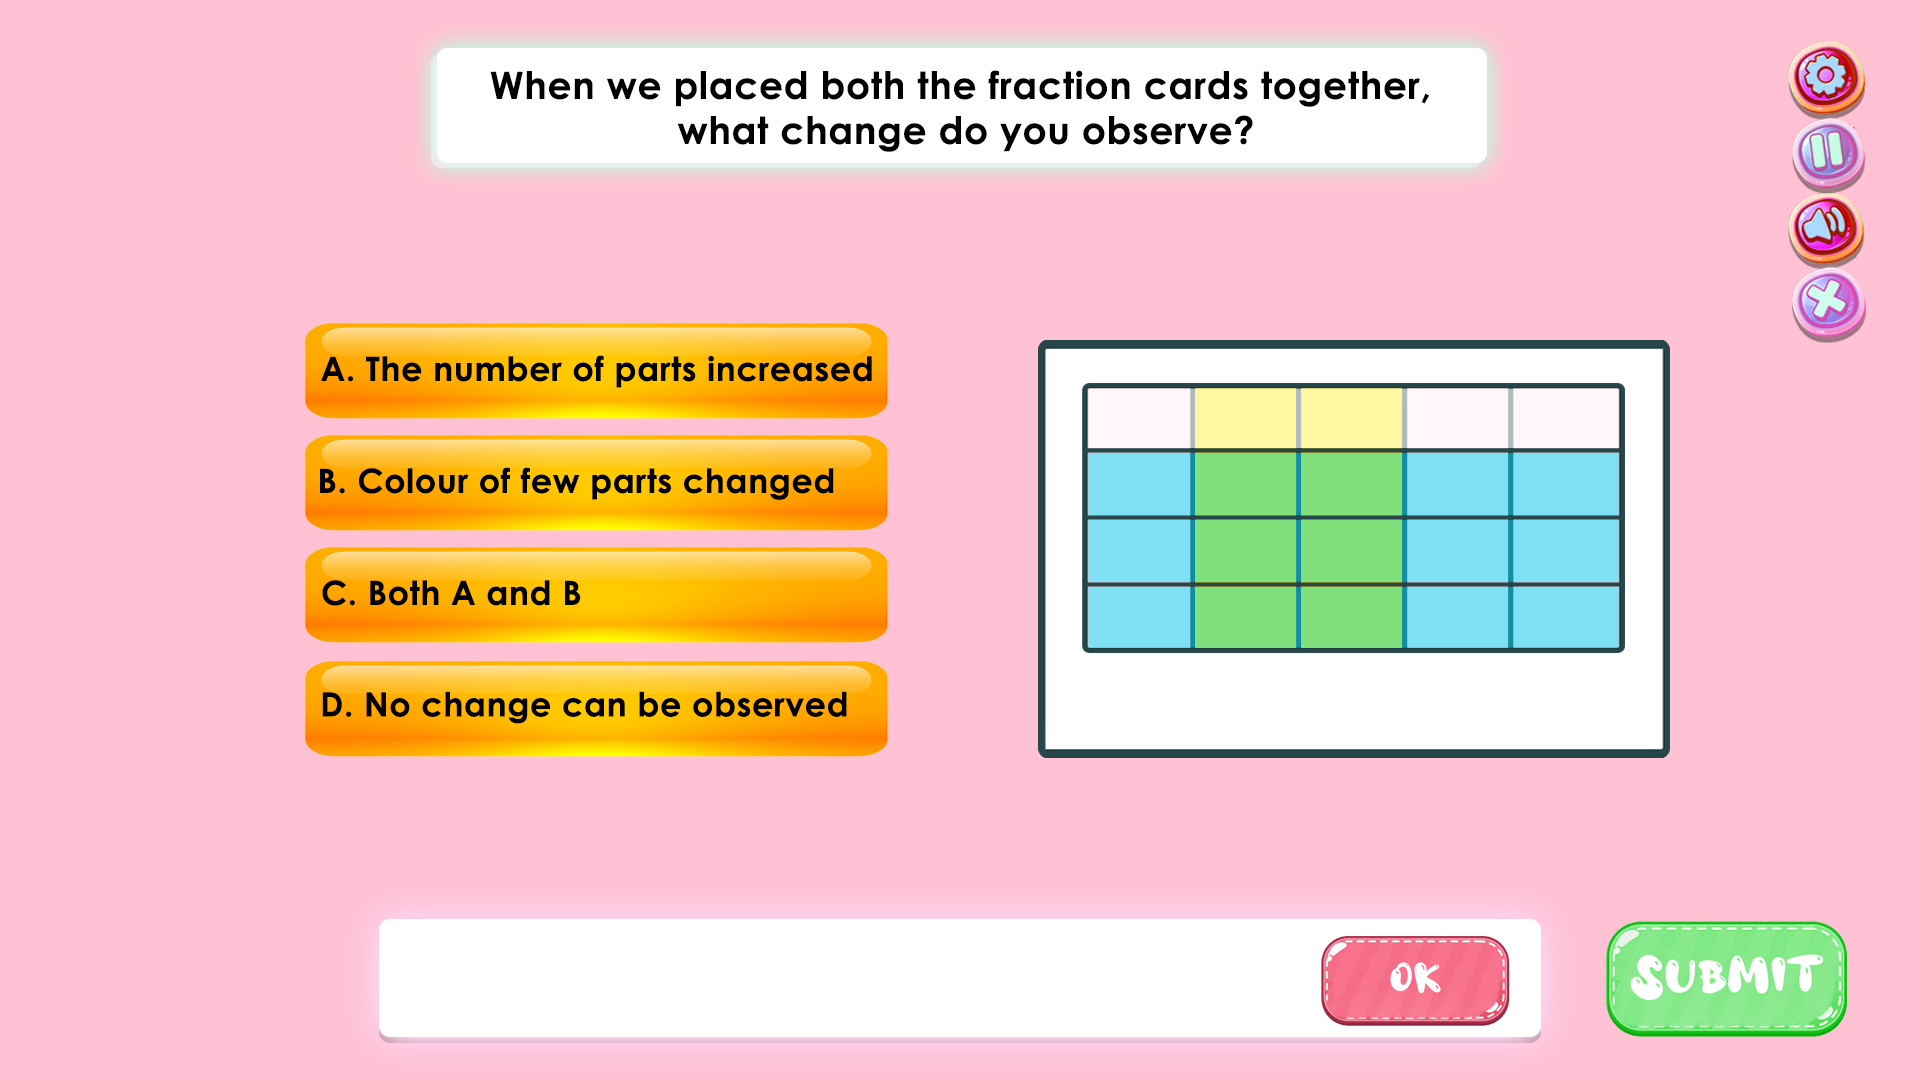 When we placed both the fraction cards together,
what change do you observe?
A. The number of parts increased
B. Colour of few parts changed
C. Both A and B
D. No change can be observed
OK
SUBMIT